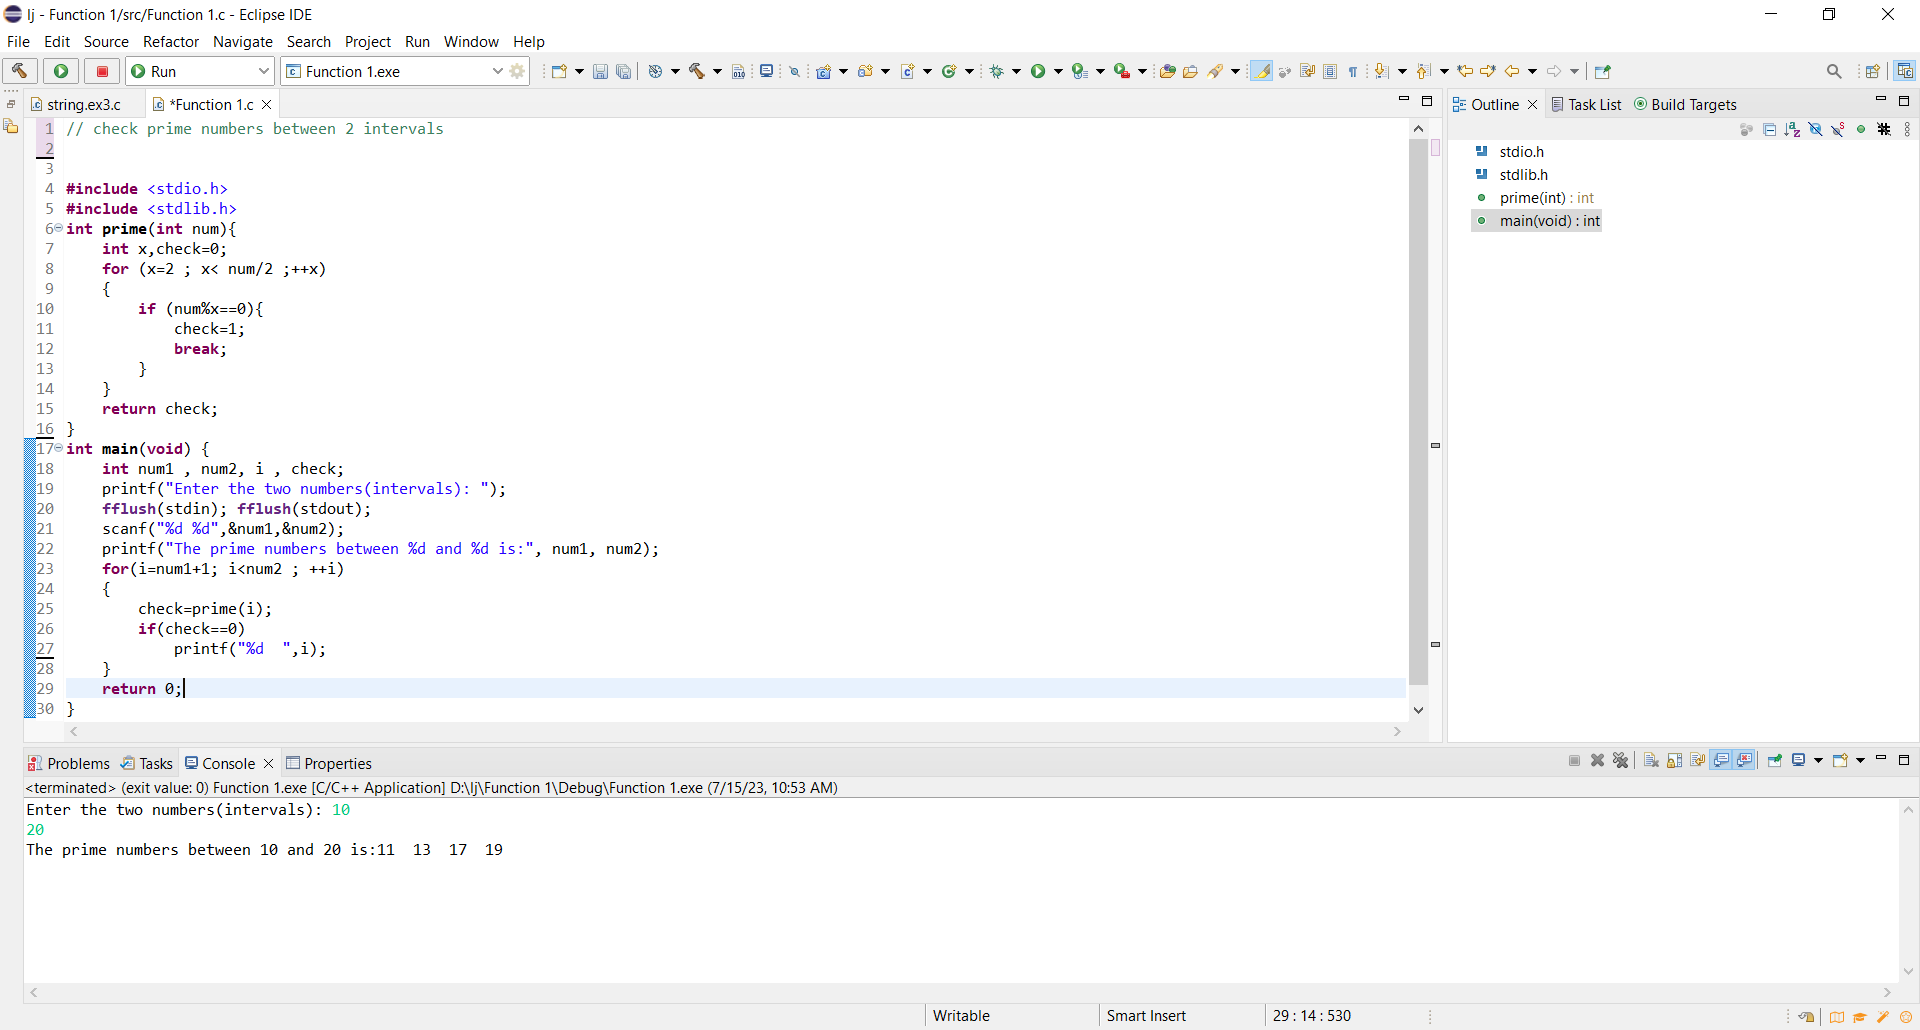 lj - Function 1/src/Function 1.c - Eclipse IDE
File Edit Source Refactor Navigate Search Project Run Window Help
Run Function 1.exe
string.ex3.c *Function 1.c
1 // check prime numbers between 2 intervals
2
3
4 #include <stdio.h>
5 #include <stdlib.h>
6 int prime(int num){
7 int x,check=0;
8 for (x=2 ; x< num/2 ;++x)
9 {
10 if (num%x==0){
11 check=1;
12 break;
13 }
14 }
15 return check;
16 }
17 int main(void) {
18 int num1 , num2, i , check;
19 printf("Enter the two numbers(intervals): ");
20 fflush(stdin); fflush(stdout);
21 scanf("%d %d",&num1,&num2);
22 printf("The prime numbers between %d and %d is:", num1, num2);
23 for(i=num1+1; i<num2 ; ++i)
24 {
25 check=prime(i);
26 if(check==0)
27 printf("%d  ",i);
28 }
29 return 0;
30 }
Outline Task List Build Targets
stdio.h
stdlib.h
prime(int) : int
main(void) : int
Problems Tasks Console Properties
<terminated> (exit value: 0) Function 1.exe [C/C++ Application] D:\lj\Function 1\Debug\Function 1.exe (7/15/23, 10:53 AM)
Enter the two numbers(intervals): 10
20
The prime numbers between 10 and 20 is:11  13  17  19
Writable Smart Insert 29 : 14 : 530